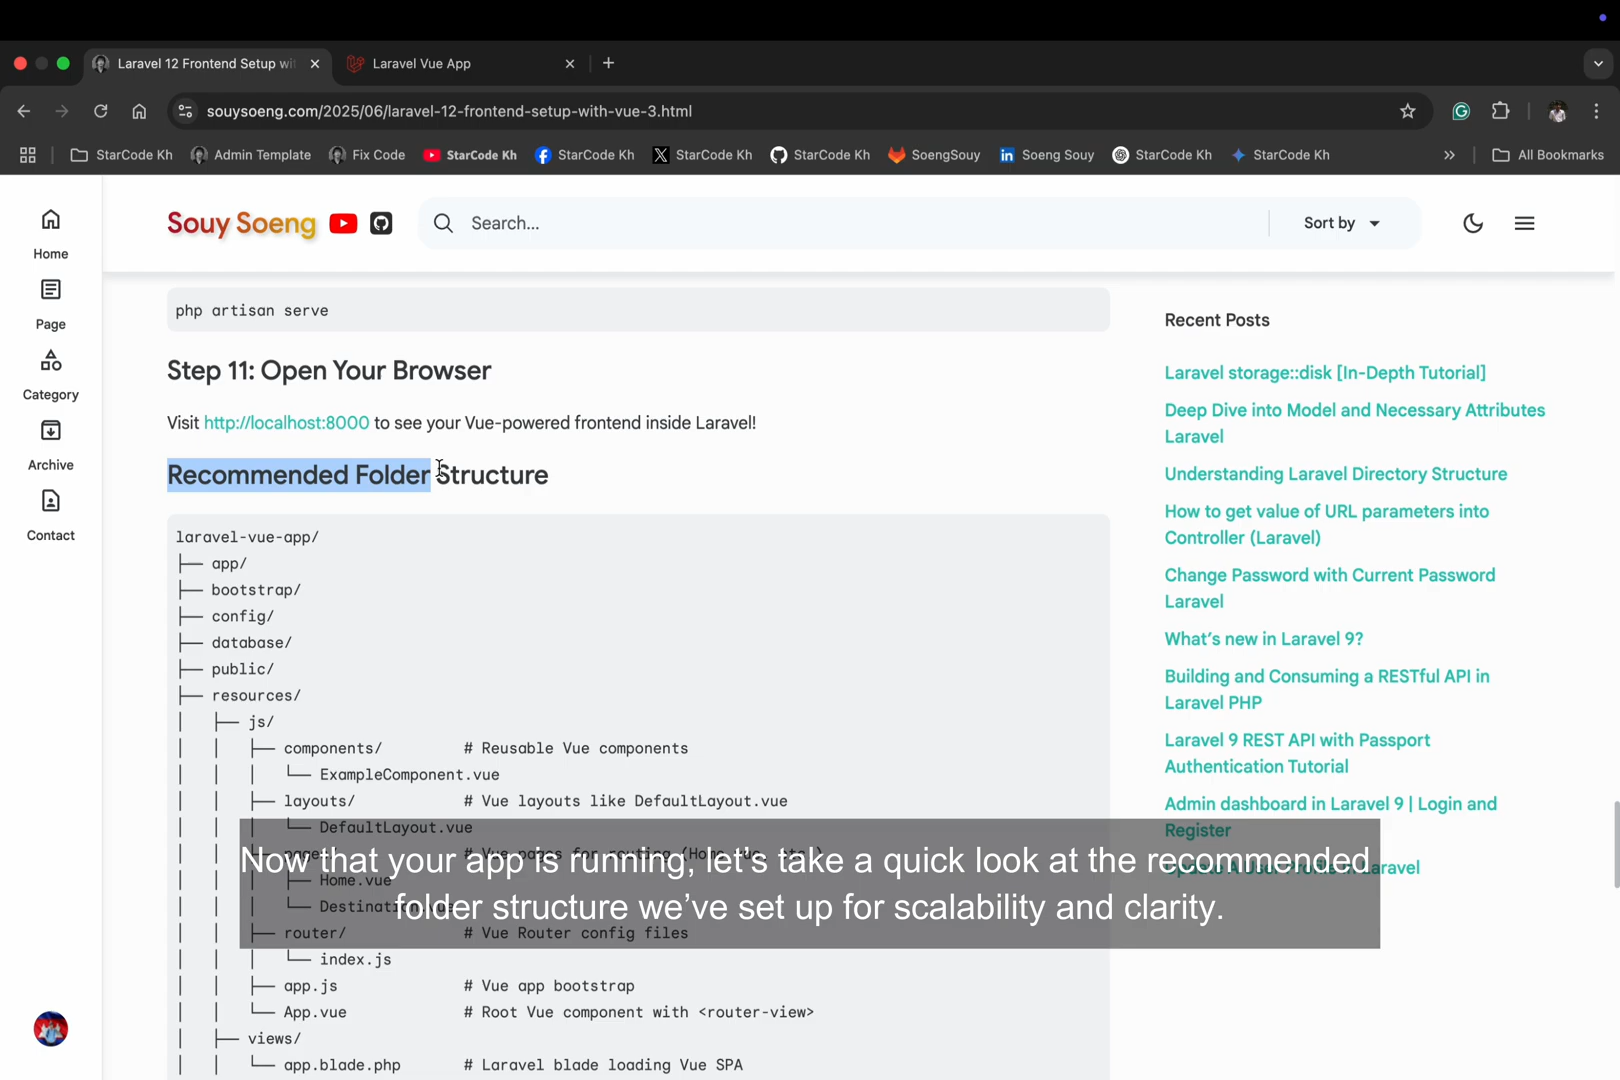 Laravel 12 Frontend Setup wit
Laravel Vue App
souysoeng.com/2025/06/laravel-12-frontend-setup-with-vue-3.html
StarCode Kh
Admin Template
Fix Code
StarCode Kh
StarCode Kh
StarCode Kh
StarCode Kh
SoengSouy
Soeng Souy
StarCode Kh
StarCode Kh
All Bookmarks
Home
Page
Category
Archive
Contact
Souy Soeng
Search...
Sort by
php artisan serve
Step 11: Open Your Browser
Visit http://localhost:8000 to see your Vue-powered frontend inside Laravel!
Recommended Folder Structure
laravel-vue-app/
├── app/
├── bootstrap/
├── config/
├── database/
├── public/
├── resources/
│   ├── js/
│   │   ├── components/         # Reusable Vue components
│   │   │   └── ExampleComponent.vue
│   │   ├── layouts/            # Vue layouts like DefaultLayout.vue
│   │   │   └── DefaultLayout.vue
│   │   │   ├── Home.vue
│   │   ├── router/             # Vue Router config files
│   │   │   └── index.js
│   │   ├── app.js              # Vue app bootstrap
│   │   └── App.vue             # Root Vue component with <router-view>
│   ├── views/
│   │   └── app.blade.php       # Laravel blade loading Vue SPA
Now that your app is running, let's take a quick look at the recommended
folder structure we've set up for scalability and clarity.
Recent Posts
Laravel storage::disk [In-Depth Tutorial]
Deep Dive into Model and Necessary Attributes
Laravel
Understanding Laravel Directory Structure
How to get value of URL parameters into
Controller (Laravel)
Change Password with Current Password
Laravel
What's new in Laravel 9?
Building and Consuming a RESTful API in
Laravel PHP
Laravel 9 REST API with Passport
Authentication Tutorial
Admin dashboard in Laravel 9 | Login and
Register
Laravel